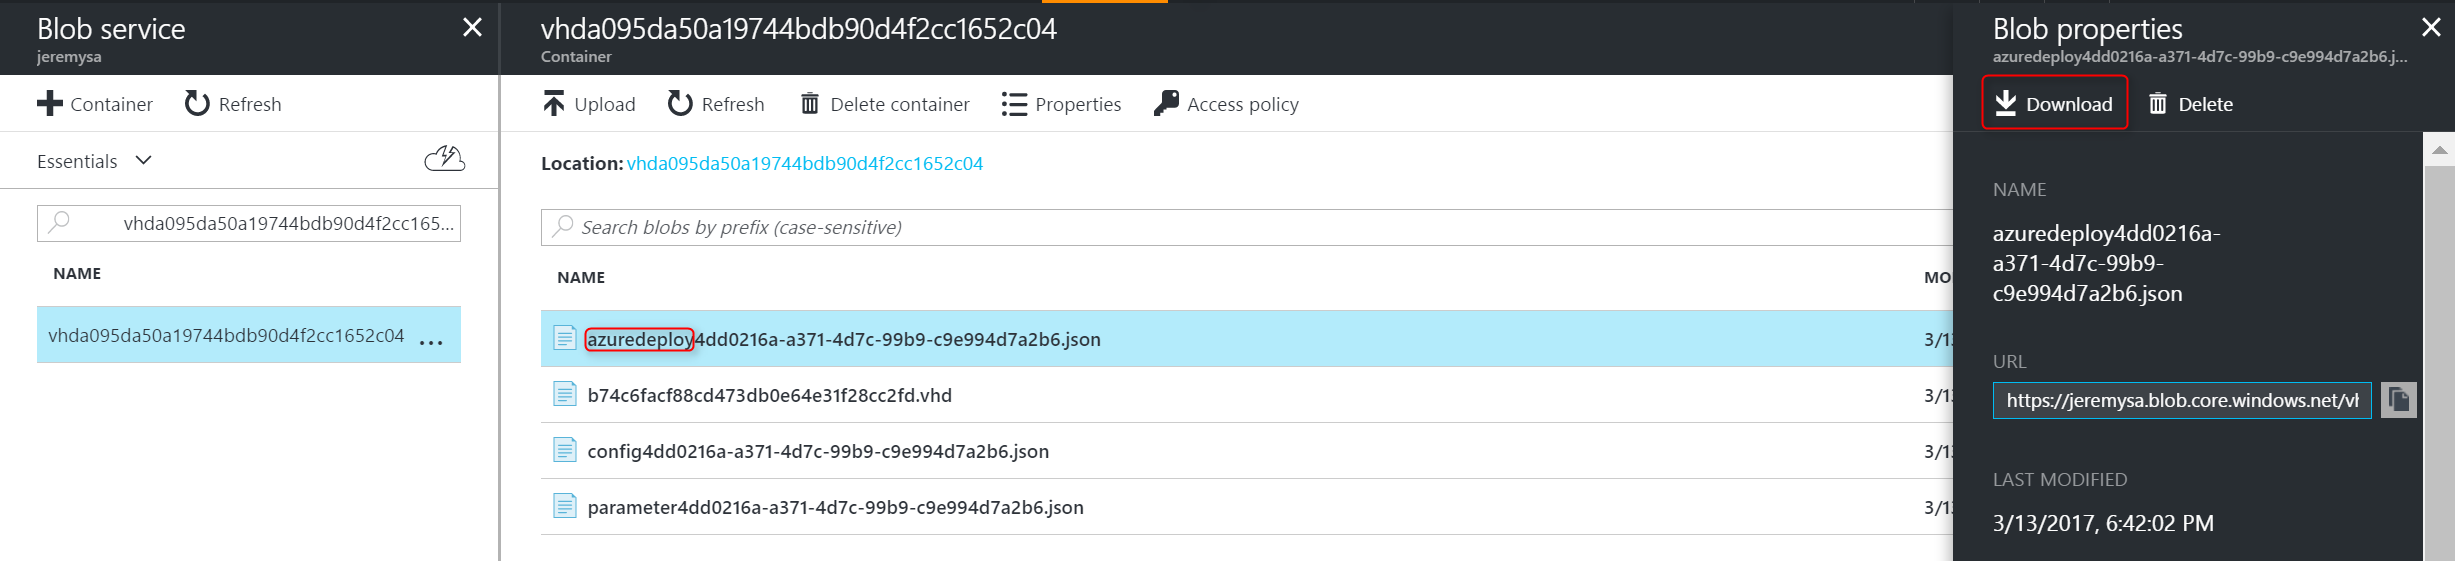 Blob service
jeremysa
Container
Refresh
Essentials
vhda095da50a19744bdb90d4f2cc165...
NAME
vhda095da50a19744bdb90d4f2cc1652c04 ...
vhda095da50a19744bdb90d4f2cc1652c04
Container
Upload
Refresh
Delete container
Properties
Access policy
Location: vhda095da50a19744bdb90d4f2cc1652c04
Search blobs by prefix (case-sensitive)
NAME MO
azuredeploy4dd0216a-a371-4d7c-99b9-c9e994d7a2b6.json 3/1
b74c6facf88cd473db0e64e31f28cc2fd.vhd 3/1
config4dd0216a-a371-4d7c-99b9-c9e994d7a2b6.json 3/1
parameter4dd0216a-a371-4d7c-99b9-c9e994d7a2b6.json 3/1
Blob properties
azuredeploy4dd0216a-a371-4d7c-99b9-c9e994d7a2b6.j...
Download
Delete
NAME
azuredeploy4dd0216a-
a371-4d7c-99b9-
c9e994d7a2b6.json
URL
https://jeremysa.blob.core.windows.net/vh
LAST MODIFIED
3/13/2017, 6:42:02 PM